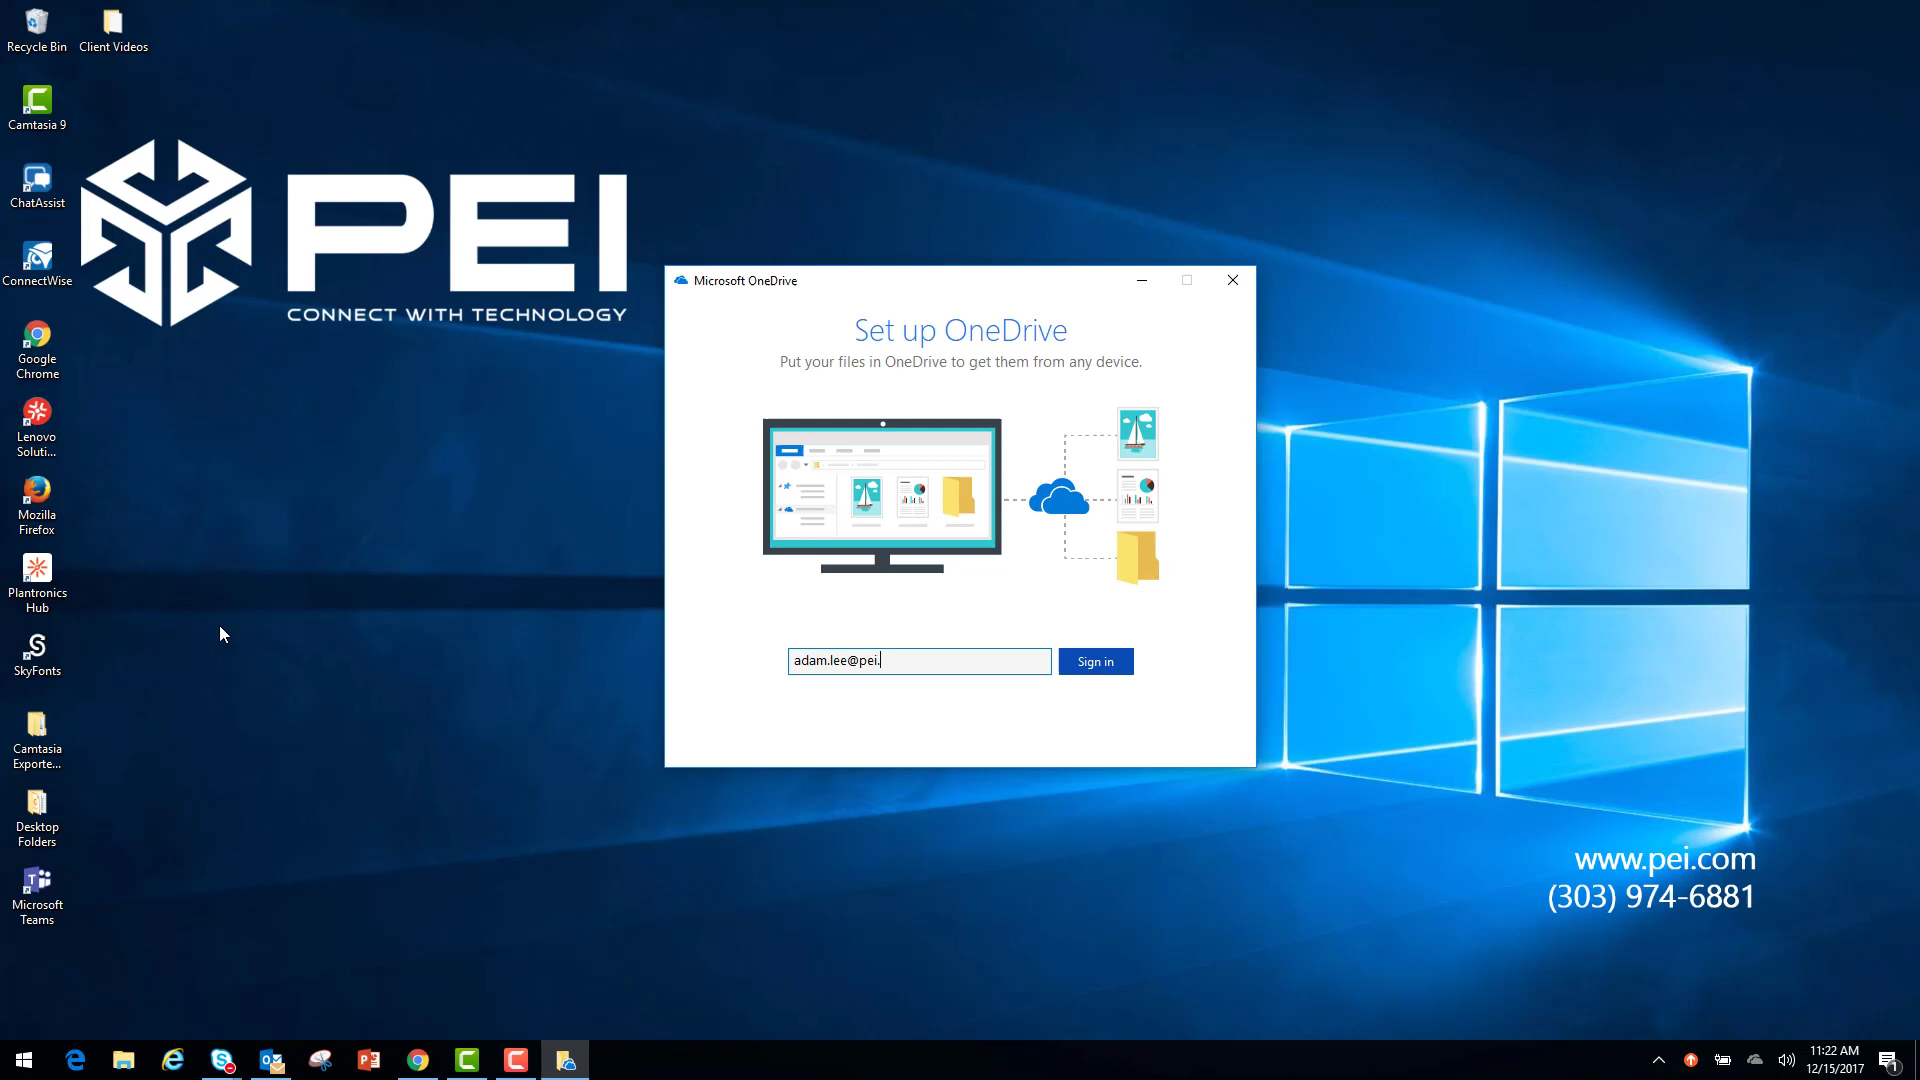 Recycle Bin
Client Videos
Camtasia 9
ChatAssist
ConnectWise
Google
Chrome
Lenovo
Soluti...
Mozilla
Firefox
Plantronics
Hub
SkyFonts
Camtasia
Exporte...
Desktop
Folders
Microsoft
Teams
PEI
CONNECT WITH TECHNOLOGY
Microsoft OneDrive
Set up OneDrive
Put your files in OneDrive to get them from any device.
adam.lee@pei.
Sign in
www.pei.com
(303) 974-6881
11:22 AM
12/15/2017
1